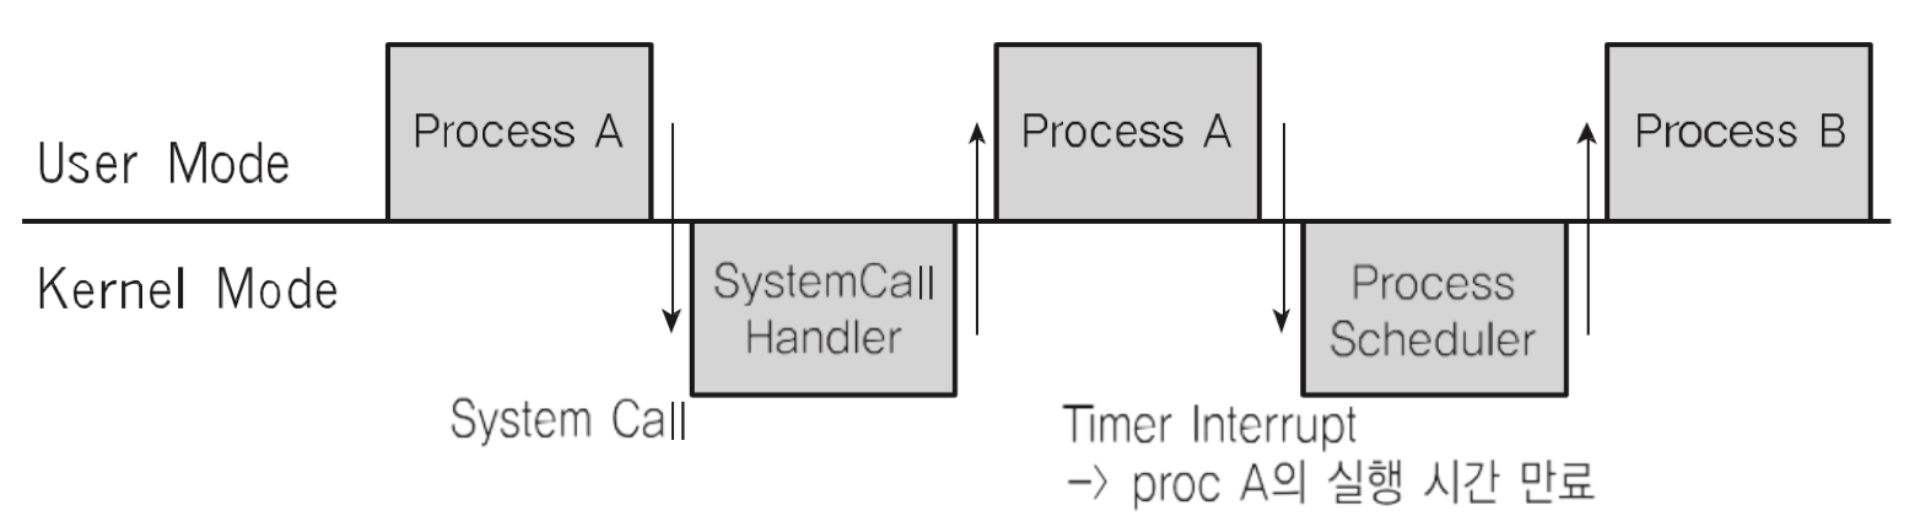 Process A
Process A
Process B
User Mode
Kernel Mode
SystemCall
Handler
Process
Scheduler
System Call
Timer Interrupt
-> proc A의 실행 시간 만료